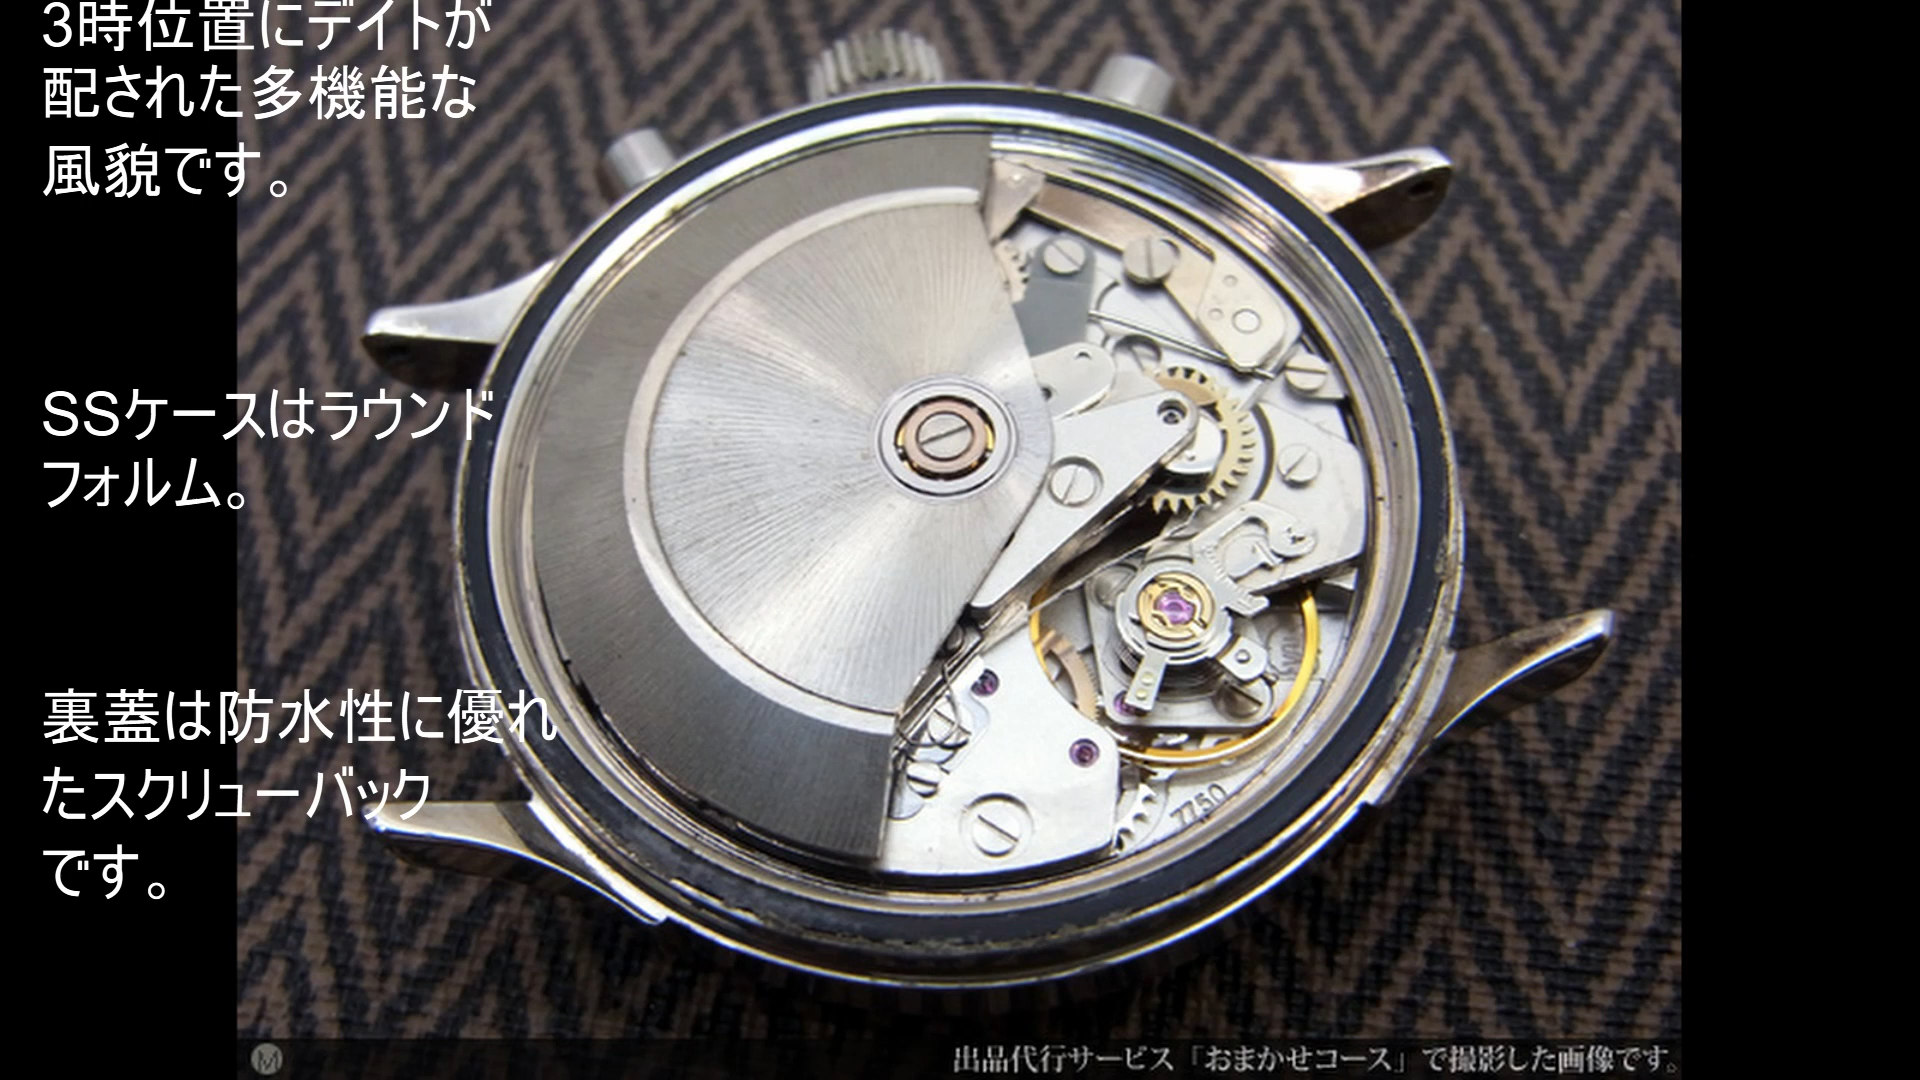 3時位置にデイトが
配された多機能な
風貌です。
SSケースはラウンド
フォルム。
裏蓋は防水性に優れ
たスクリューバック
です。
7750
出品代行サービス「おまかせコース」で撮影した画像です。